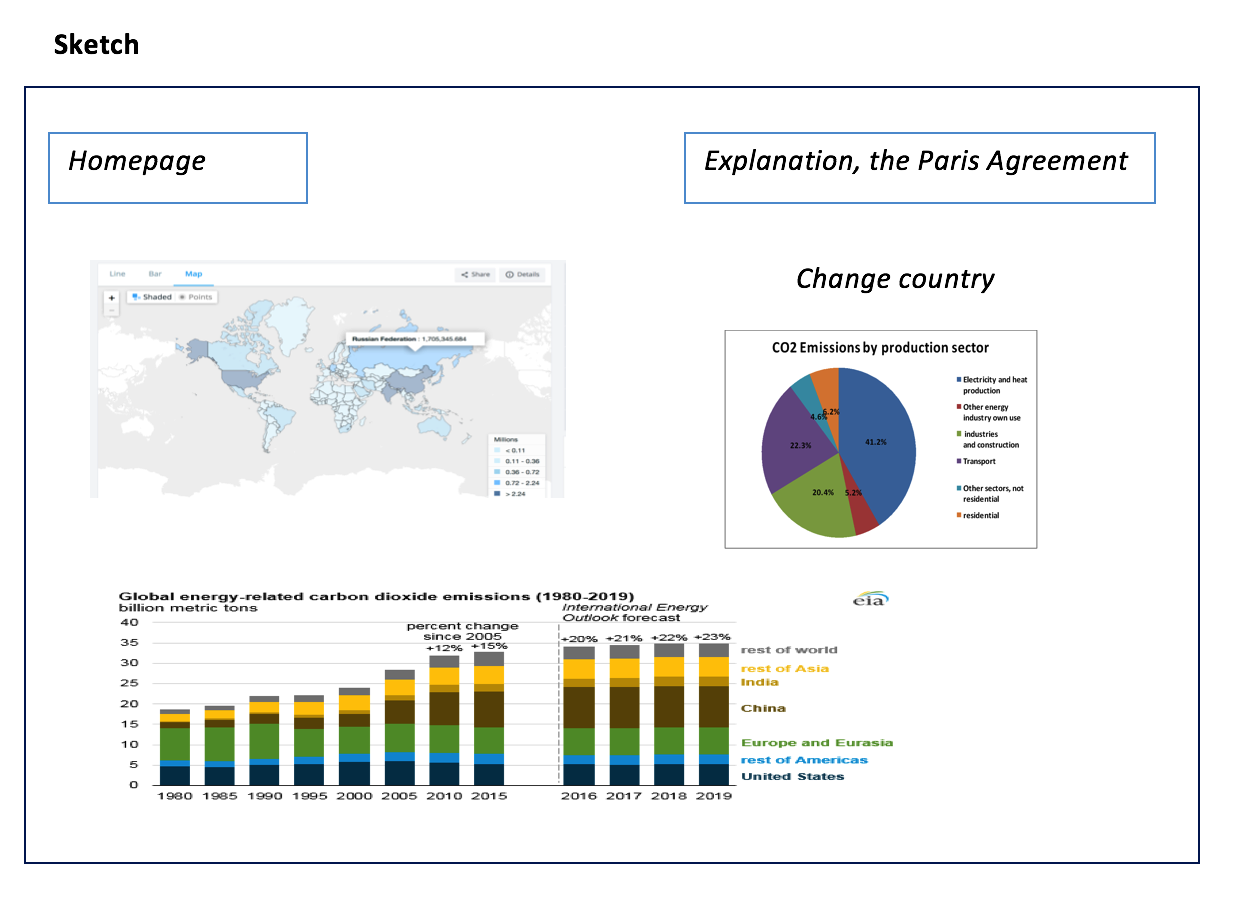 Sketch
Homepage
Explanation, the Paris Agreement
Line Bar Map Share Details
+
Shaded Points
−
Russian Federation : 1,705,345.684
Millions
< 0.11
0.11 - 0.36
0.36 - 0.72
0.72 - 2.24
> 2.24
Change country
CO2 Emissions by production sector
41.2%
5.2%
20.4%
22.3%
4.6%
6.2%
Electricity and heat
production
Other energy
industry own use
industries
and construction
Transport
Other sectors, not
residential
residential
Global energy-related carbon dioxide emissions (1980-2019)
billion metric tons
eia
International Energy
Outlook forecast
percent change
since 2005
+12% +15%
+20% +21% +22% +23%
40
35
30
25
20
15
10
5
0
rest of world
rest of Asia
India
China
Europe and Eurasia
rest of Americas
United States
1980 1985 1990 1995 2000 2005 2010 2015 2016 2017 2018 2019